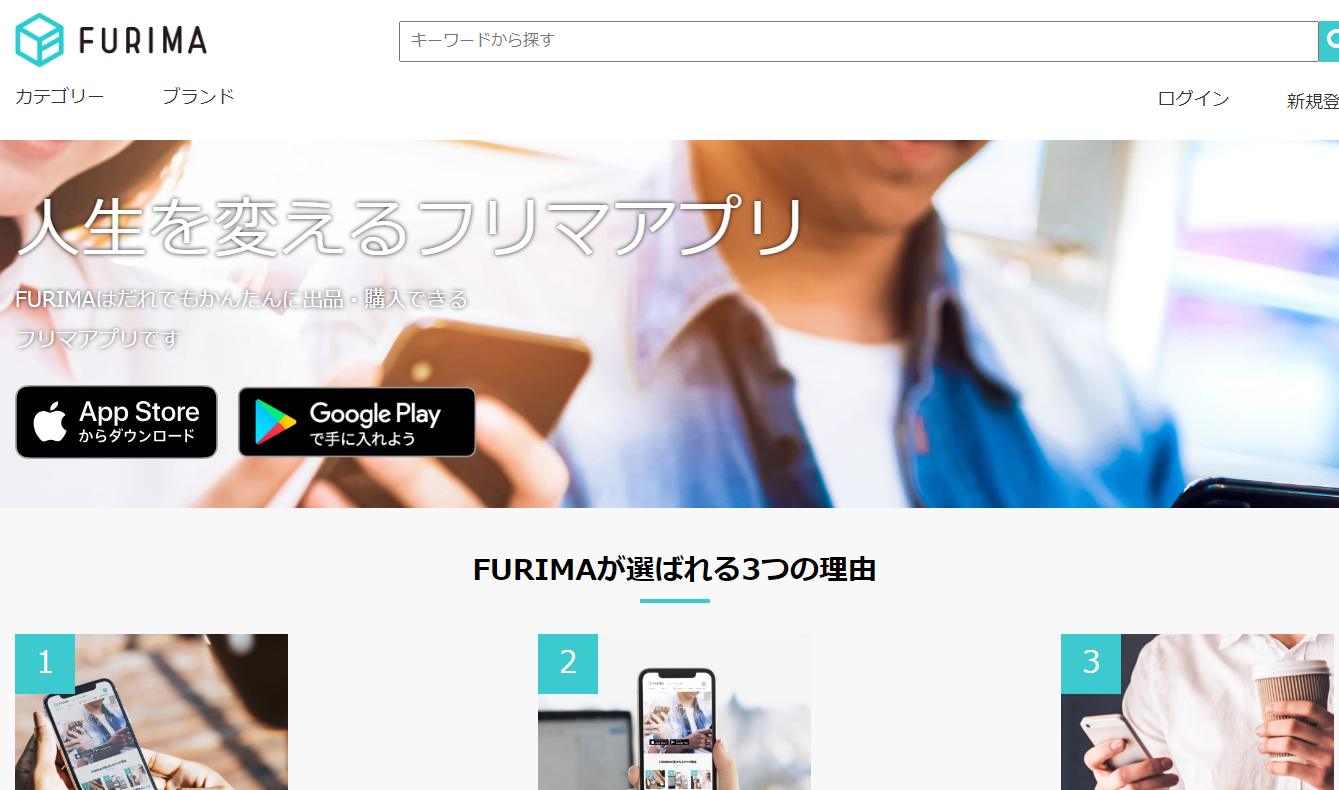 FURIMA
キーワードから探す
カテゴリー
ブランド
ログイン
新規登
人生を変えるフリマアプリ
FURIMAはだれでもかんたんに出品・購入できる
フリマアプリです
App Store
からダウンロード
Google Play
で手に入れよう
FURIMAが選ばれる3つの理由
1
2
3